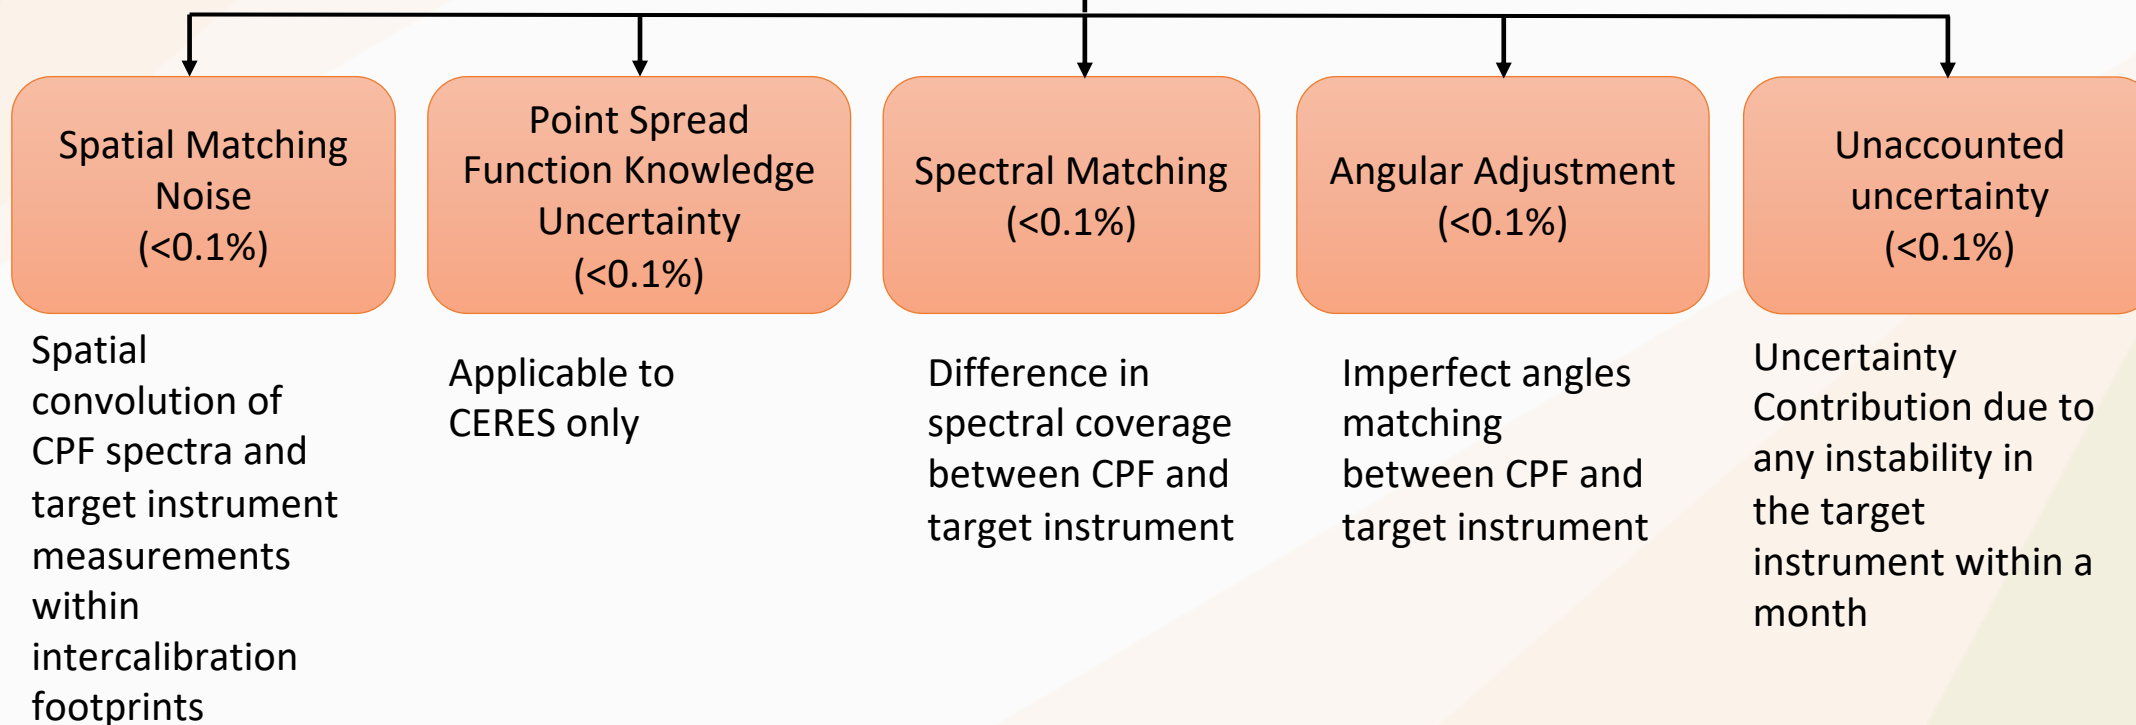 Spatial Matching
Noise
(<0.1%)
Point Spread
Function Knowledge
Uncertainty
(<0.1%)
Spectral Matching
(<0.1%)
Angular Adjustment
(<0.1%)
Unaccounted
uncertainty
(<0.1%)
Spatial
convolution of
CPF spectra and
target instrument
measurements
within
intercalibration
footprints
Applicable to
CERES only
Difference in
spectral coverage
between CPF and
target instrument
Imperfect angles
matching
between CPF and
target instrument
Uncertainty
Contribution due to
any instability in
the target
instrument within a
month